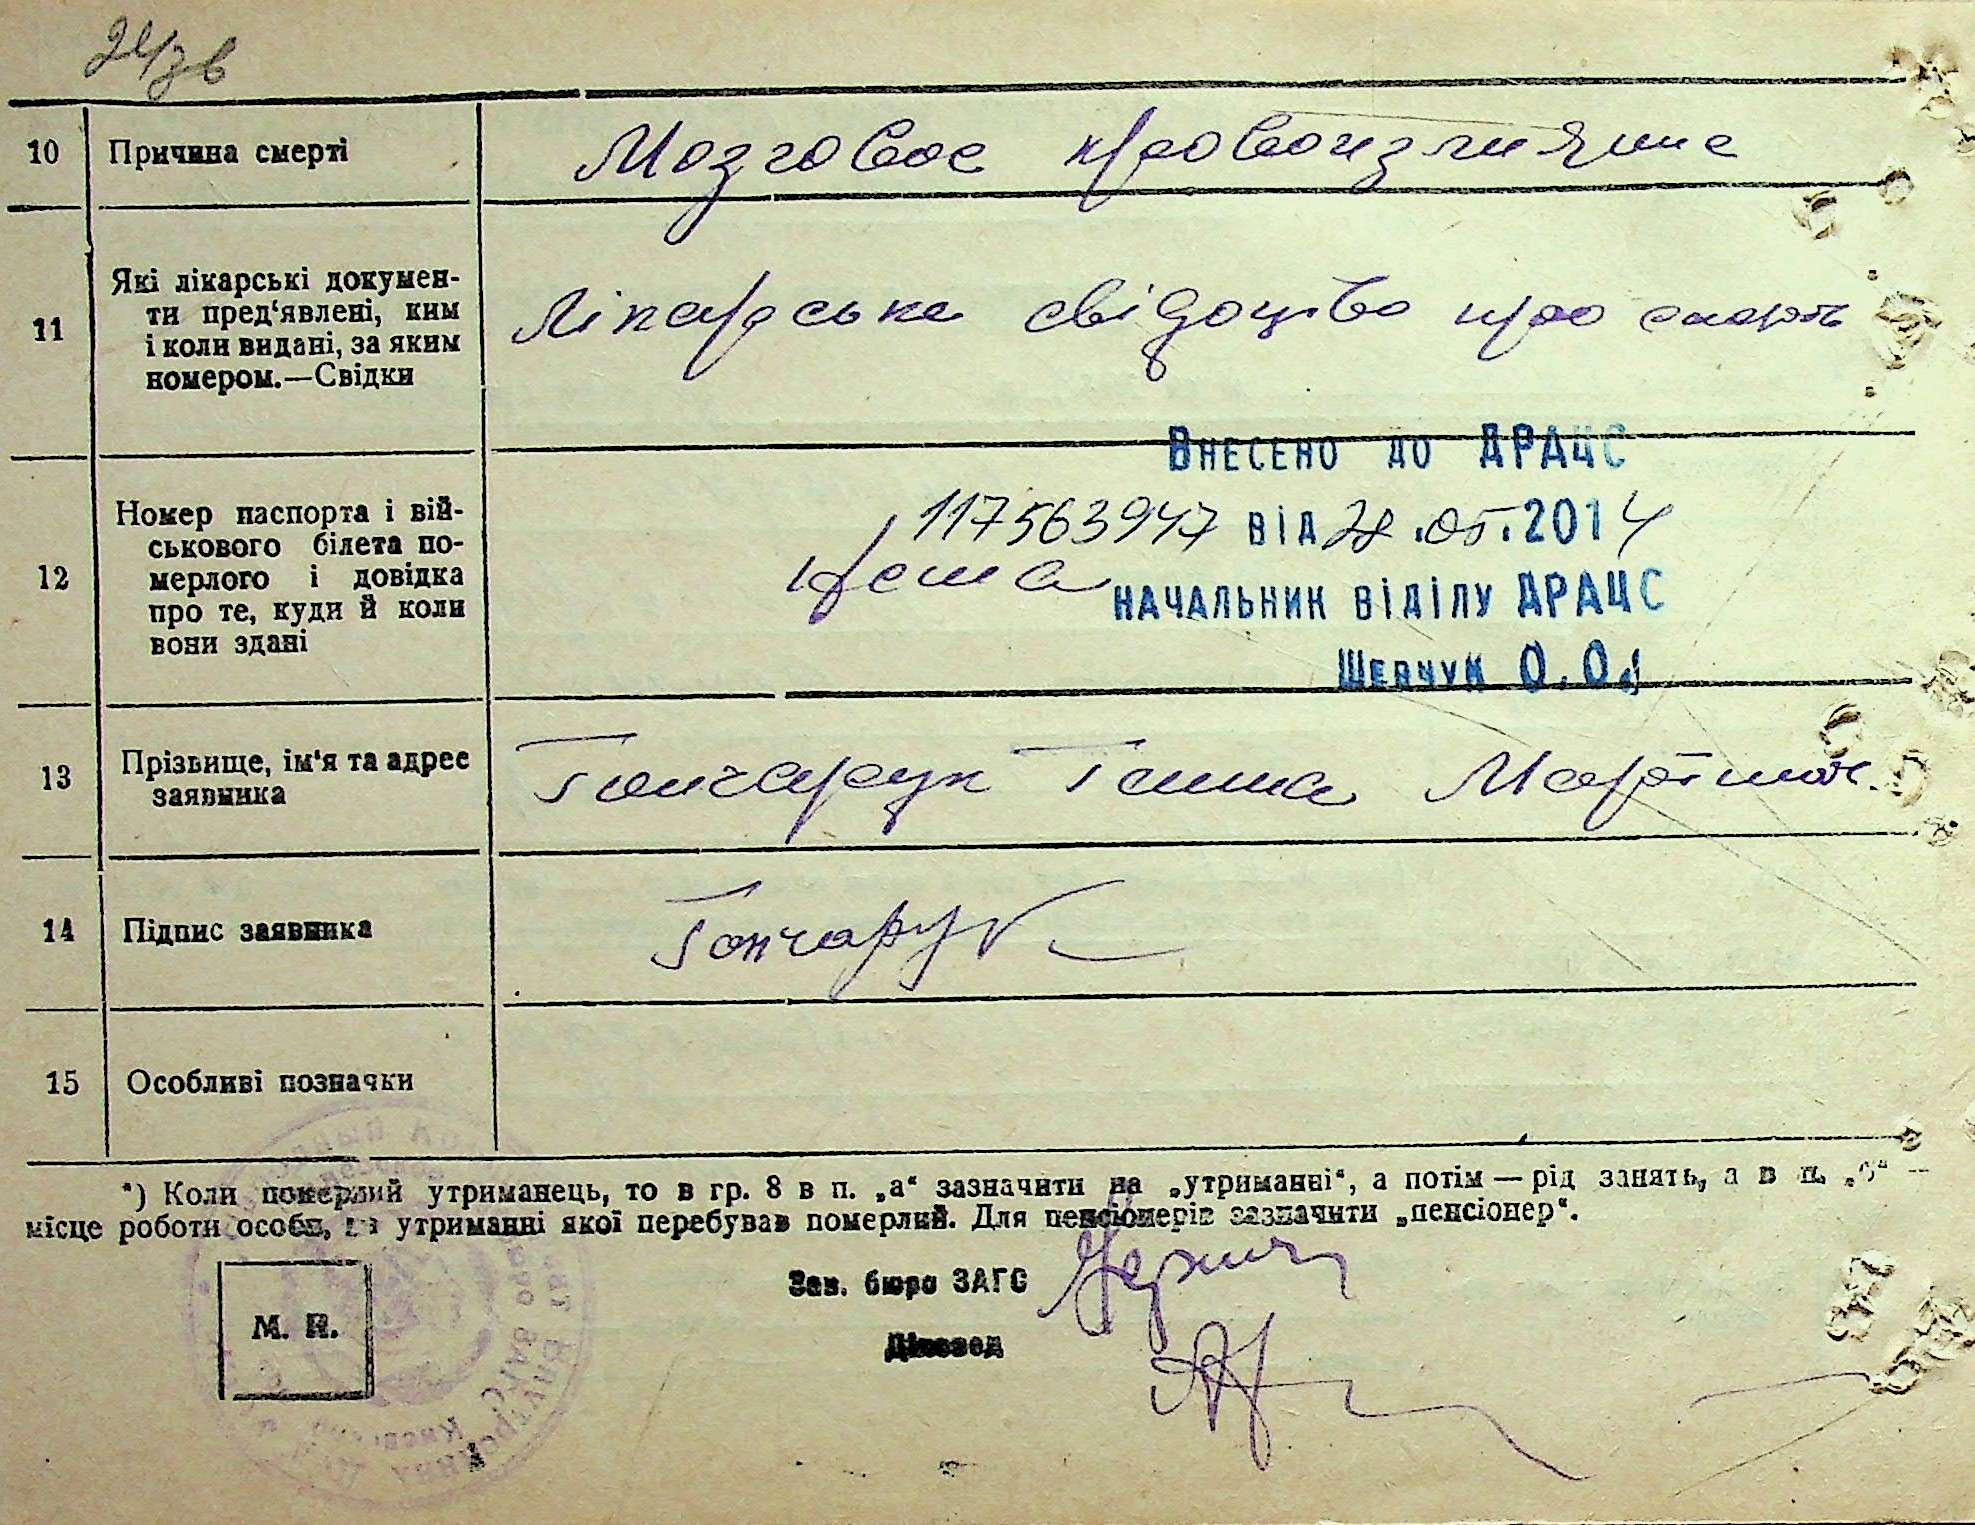 24зв
10 Причина смерті Мозговое кровоизлияние
11 Які лікарські докумен-
ти пред‘явлені, ким
і коли видані, за яким
номером.—Свідки
Лікарське свідоцтво про смерть
12 Номер паспорта і вій-
ськового білета по-
мерлого і довідка
про те, куди й коли
вони здані
Внесено до ДРАЦС
117563947 від 28.05.2014
нема
начальник відділу ДРАЦС
Шевчук О.О.
13 Прізвище, ім‘я та адрес
заявника
Гончарук Ганна Мартин.
14 Підпис заявника Гончарук
15 Особливі позначки
*) Коли померлий утриманець, то в гр. 8 в п. „а“ зазначити на „утриманні“, а потім — рід занять, а в п. „б“ —
місце роботи особи, на утриманні якої перебував померлий. Для пенсіонерів зазначити „пенсіонер“.
Зав. бюро ЗАГС
М. П.
Діловод